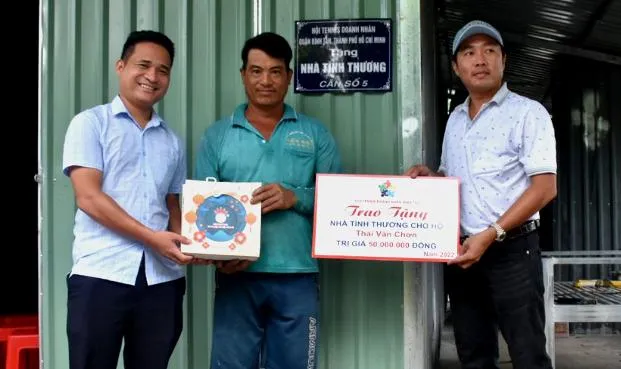 HỘI TENNIS DOANH NHÂN
QUẬN BÌNH TÂN, THÀNH PHỐ HỒ CHÍ MINH
Tặng
NHÀ TÌNH THƯƠNG
CĂN SỐ 5
Trao Tặng
NHÀ TÌNH THƯƠNG CHO HỘ
Thái Văn Chơn
TRỊ GIÁ 50.000.000 ĐỒNG
Năm 2022